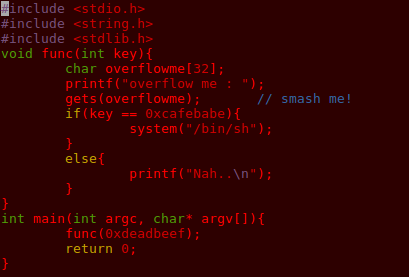 #include <stdio.h>
#include <string.h>
#include <stdlib.h>
void func(int key){
        char overflowme[32];
        printf("overflow me : ");
        gets(overflowme);       // smash me!
        if(key == 0xcafebabe){
                system("/bin/sh");
        }
        else{
                printf("Nah..\n");
        }
}
int main(int argc, char* argv[]){
        func(0xdeadbeef);
        return 0;
}